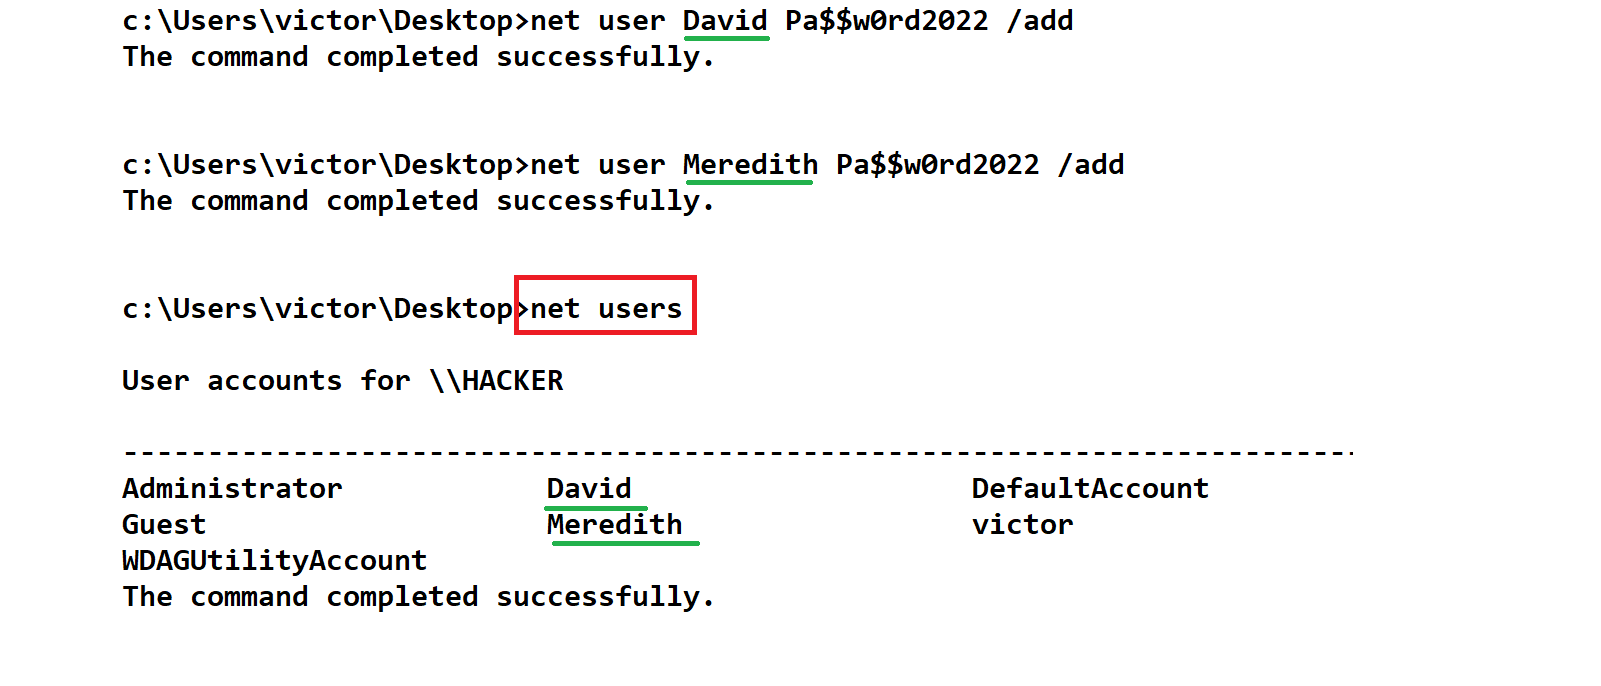 c:\Users\victor\Desktop>net user David Pa$$w0rd2022 /add
The command completed successfully.
c:\Users\victor\Desktop>net user Meredith Pa$$w0rd2022 /add
The command completed successfully.
c:\Users\victor\Desktop>net users
User accounts for \\HACKER
-------------------------------------------------------------------------
Administrator David DefaultAccount
Guest Meredith victor
WDAGUtilityAccount
The command completed successfully.